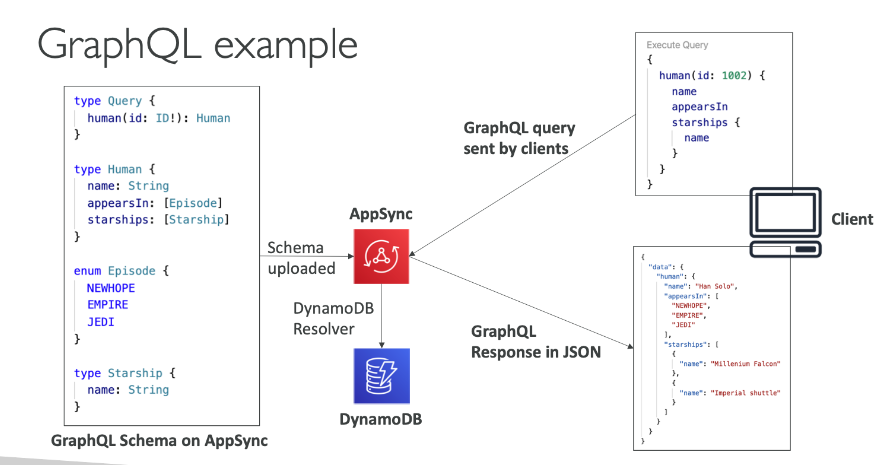 GraphQL example
type Query {
  human(id: ID!): Human
}
type Human {
  name: String
  appearsIn: [Episode]
  starships: [Starship]
}
enum Episode {
  NEWHOPE
  EMPIRE
  JEDI
}
type Starship {
  name: String
}
GraphQL Schema on AppSync
Schema
uploaded
AppSync
DynamoDB
Resolver
DynamoDB
GraphQL query
sent by clients
GraphQL
Response in JSON
Execute Query
{
  human(id: 1002) {
    name
    appearsIn
    starships {
      name
    }
  }
}
Client
{
  "data": {
    "human": {
      "name": "Han Solo",
      "appearsIn": [
        "NEWHOPE",
        "EMPIRE",
        "JEDI"
      ],
      "starships": [
        {
          "name": "Millenium Falcon"
        },
        {
          "name": "Imperial shuttle"
        }
      ]
    }
  }
}